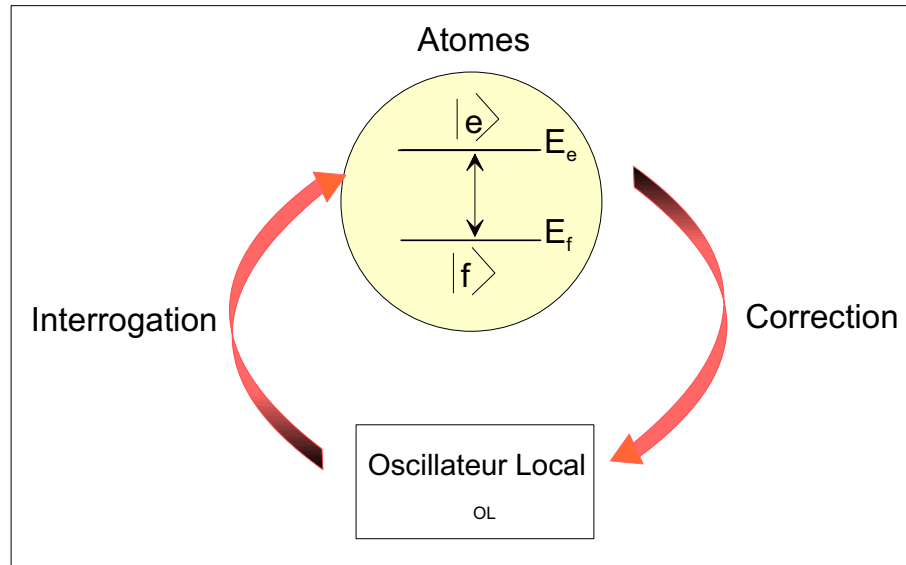 Atomes
|e〉
E_e
E_f
|f〉
Interrogation
Correction
Oscillateur Local
OL